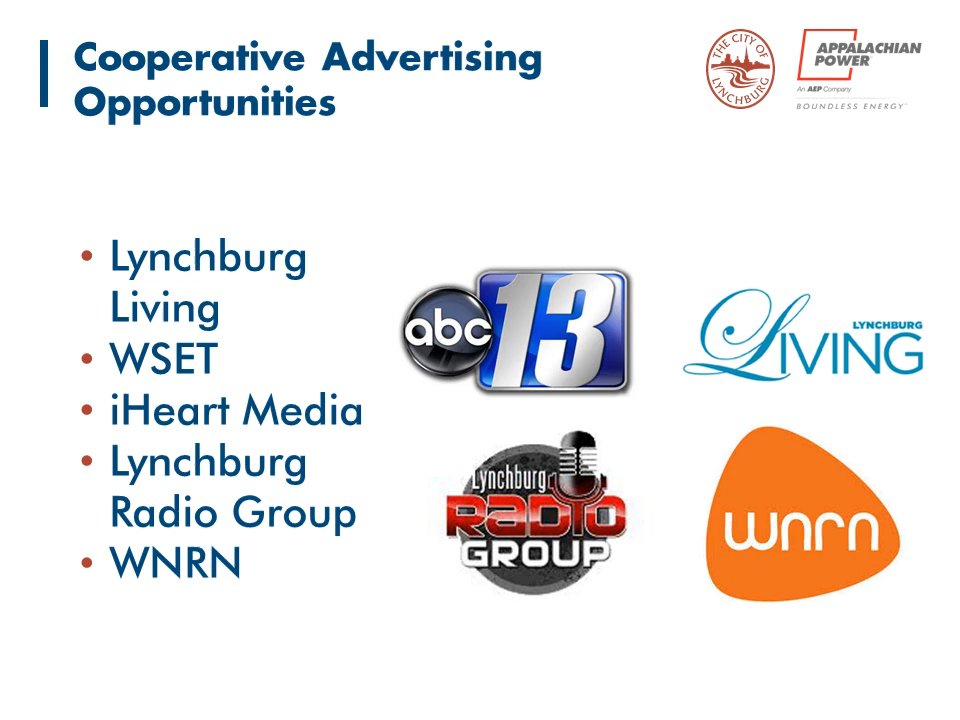 Cooperative Advertising
Opportunities
THE CITY OF
LYNCHBURG
APPALACHIAN
POWER
An AEP Company
BOUNDLESS ENERGY℠
• Lynchburg
Living
• WSET
• iHeart Media
• Lynchburg
Radio Group
• WNRN
abc 13
LYNCHBURG
LIVING
Lynchburg
RADIO
GROUP
wnrn